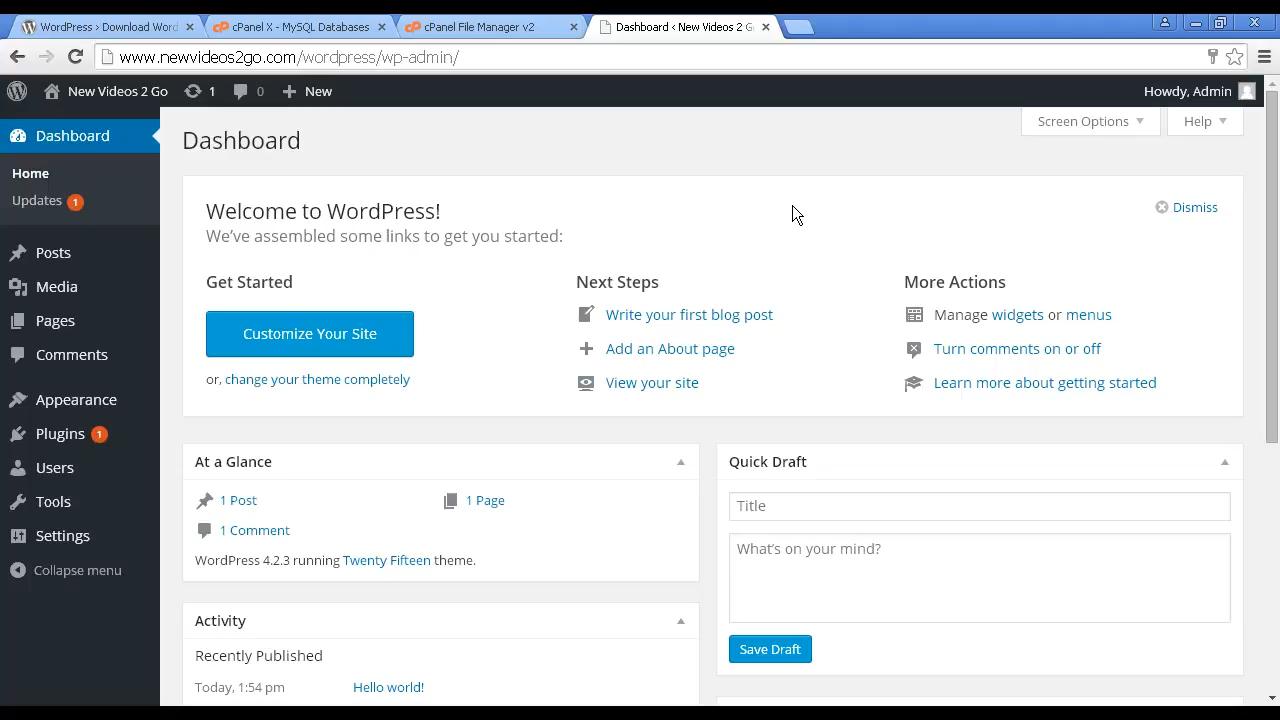 WordPress › Download Word
cPanel X - MySQL Databases
cPanel File Manager v2
Dashboard ‹ New Videos 2 G
www.newvideos2go.com/wordpress/wp-admin/
New Videos 2 Go
1
0
New
Howdy, Admin
Dashboard
Home
Updates 1
Posts
Media
Pages
Comments
Appearance
Plugins 1
Users
Tools
Settings
Collapse menu
Dashboard
Screen Options
Help
Welcome to WordPress!
We've assembled some links to get you started:
Dismiss
Get Started
Customize Your Site
or, change your theme completely
Next Steps
Write your first blog post
Add an About page
View your site
More Actions
Manage widgets or menus
Turn comments on or off
Learn more about getting started
At a Glance
1 Post
1 Page
1 Comment
WordPress 4.2.3 running Twenty Fifteen theme.
Activity
Recently Published
Today, 1:54 pm Hello world!
Quick Draft
Title
What's on your mind?
Save Draft